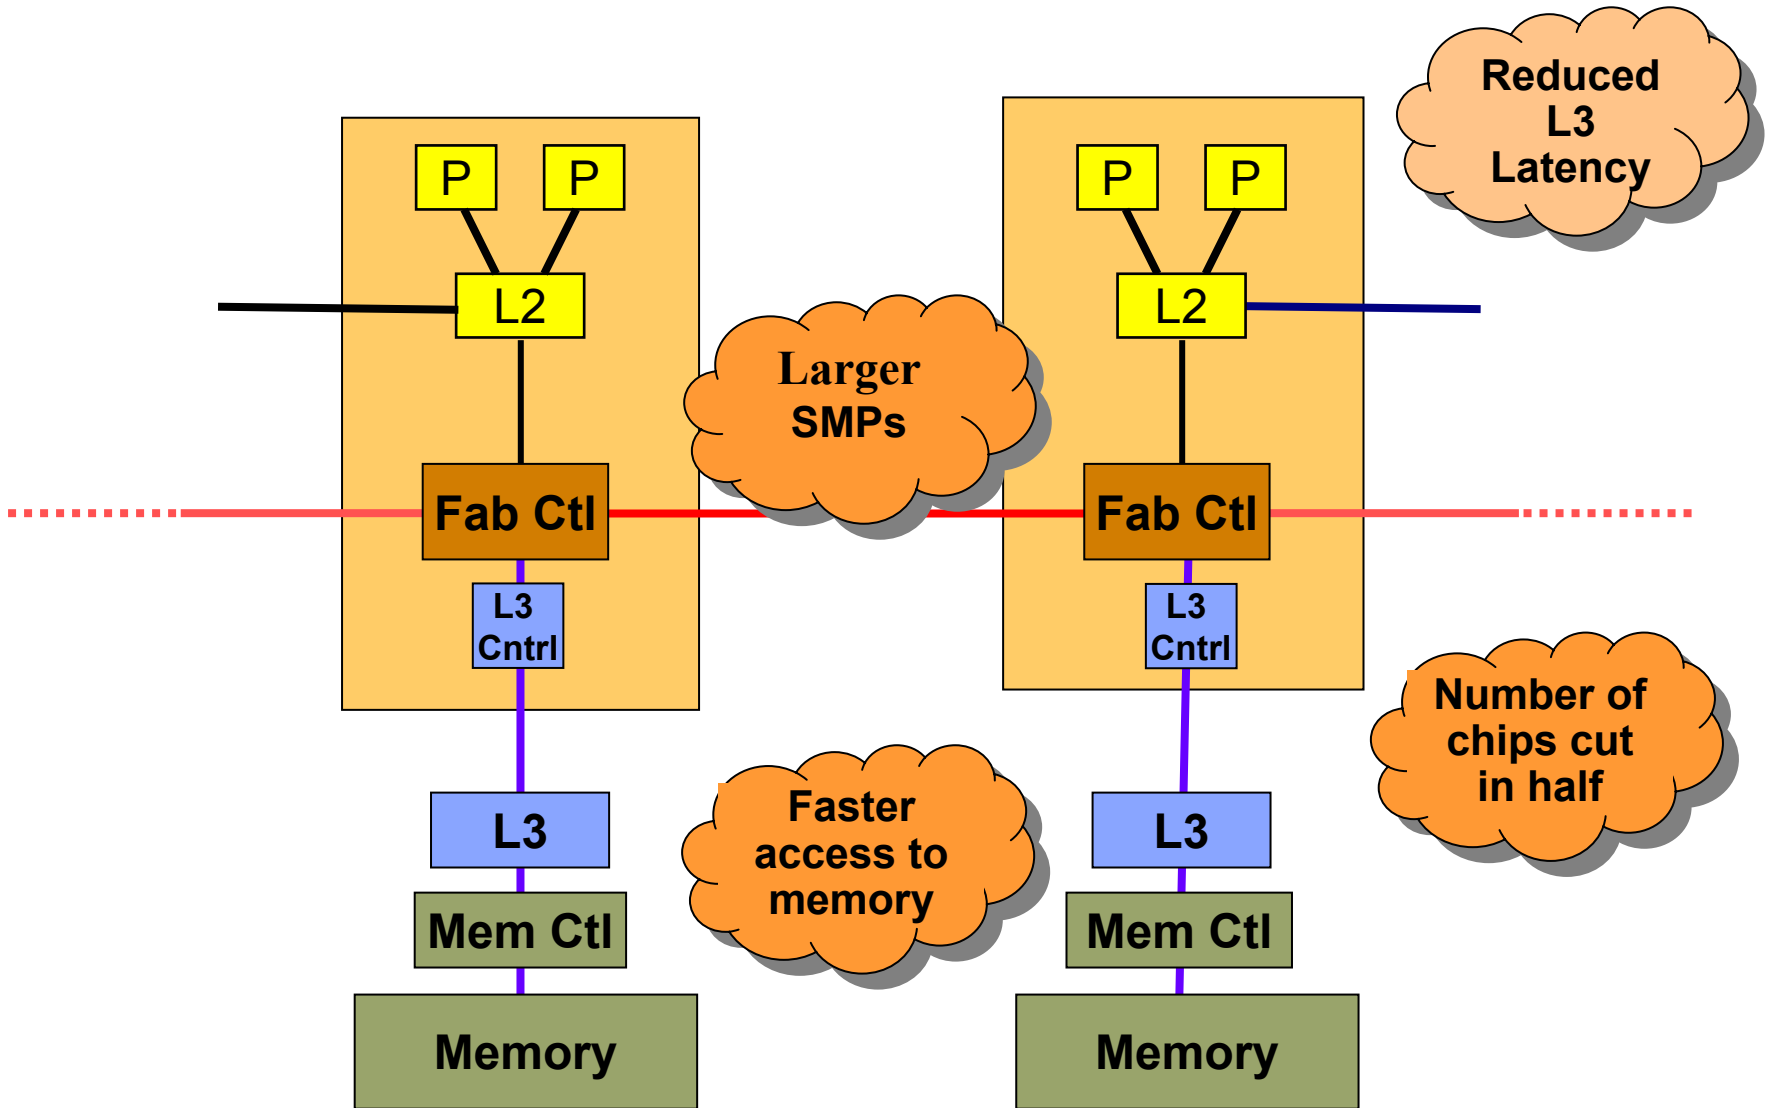 Reduced
L3
Latency
P P
P P
L2
L2
Larger
SMPs
Fab Ctl
Fab Ctl
L3
Cntrl
L3
Cntrl
Number of
chips cut
in half
Faster
access to
memory
L3
L3
Mem Ctl
Mem Ctl
Memory
Memory